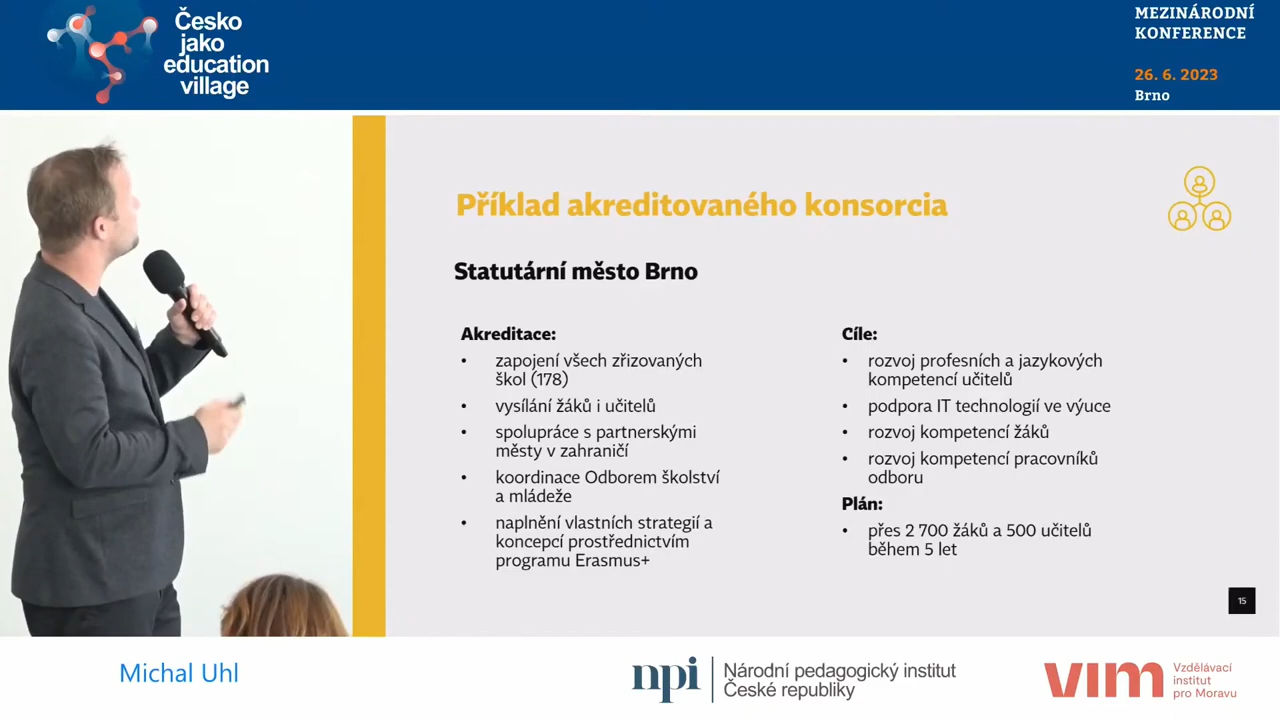 Česko
jako
education
village
MEZINÁRODNÍ
KONFERENCE
26. 6. 2023
Brno
Příklad akreditovaného konsorcia
Statutární město Brno
Akreditace:
• zapojení všech zřizovaných
škol (178)
• vysílání žáků i učitelů
• spolupráce s partnerskými
městy v zahraničí
• koordinace Odborem školství
a mládeže
• naplnění vlastních strategií a
koncepcí prostřednictvím
programu Erasmus+
Cíle:
• rozvoj profesních a jazykových
kompetencí učitelů
• podpora IT technologií ve výuce
• rozvoj kompetencí žáků
• rozvoj kompetencí pracovníků
odboru
Plán:
• přes 2 700 žáků a 500 učitelů
během 5 let
15
Michal Uhl
npi
Národní pedagogický institut
České republiky
vim
Vzdělávací
institut
pro Moravu